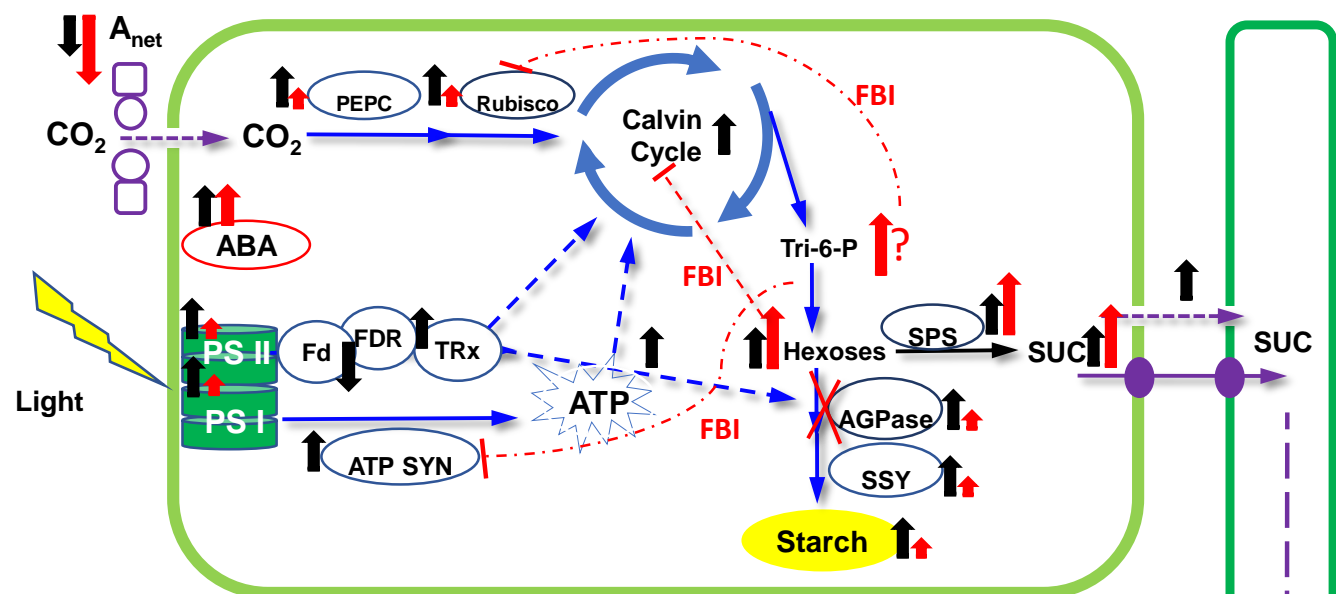 A_net
CO₂
CO₂
PEPC
Rubisco
Calvin
Cycle
FBI
ABA
Tri-6-P
?
FBI
Light
PS II
PS I
Fd
FDR
TRx
ATP
ATP SYN
Hexoses
SPS
SUC
SUC
FBI
AGPase
SSY
Starch